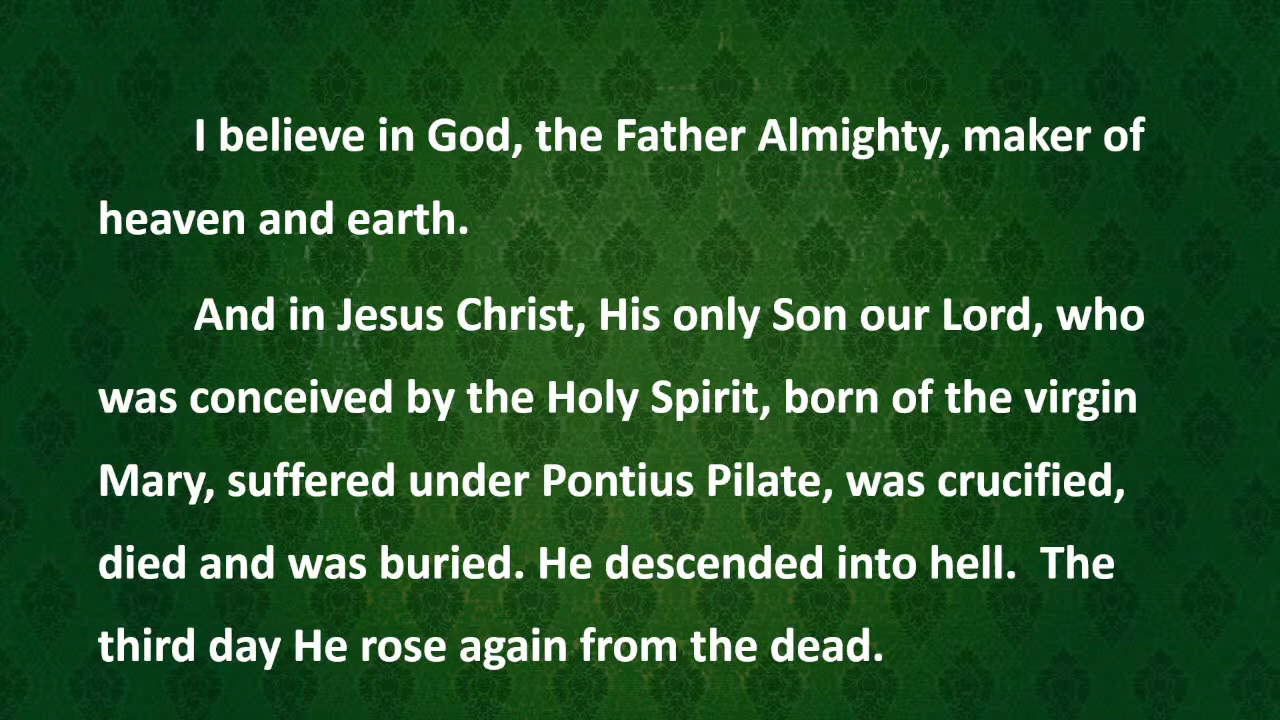 I believe in God, the Father Almighty, maker of
heaven and earth.
And in Jesus Christ, His only Son our Lord, who
was conceived by the Holy Spirit, born of the virgin
Mary, suffered under Pontius Pilate, was crucified,
died and was buried. He descended into hell.  The
third day He rose again from the dead.